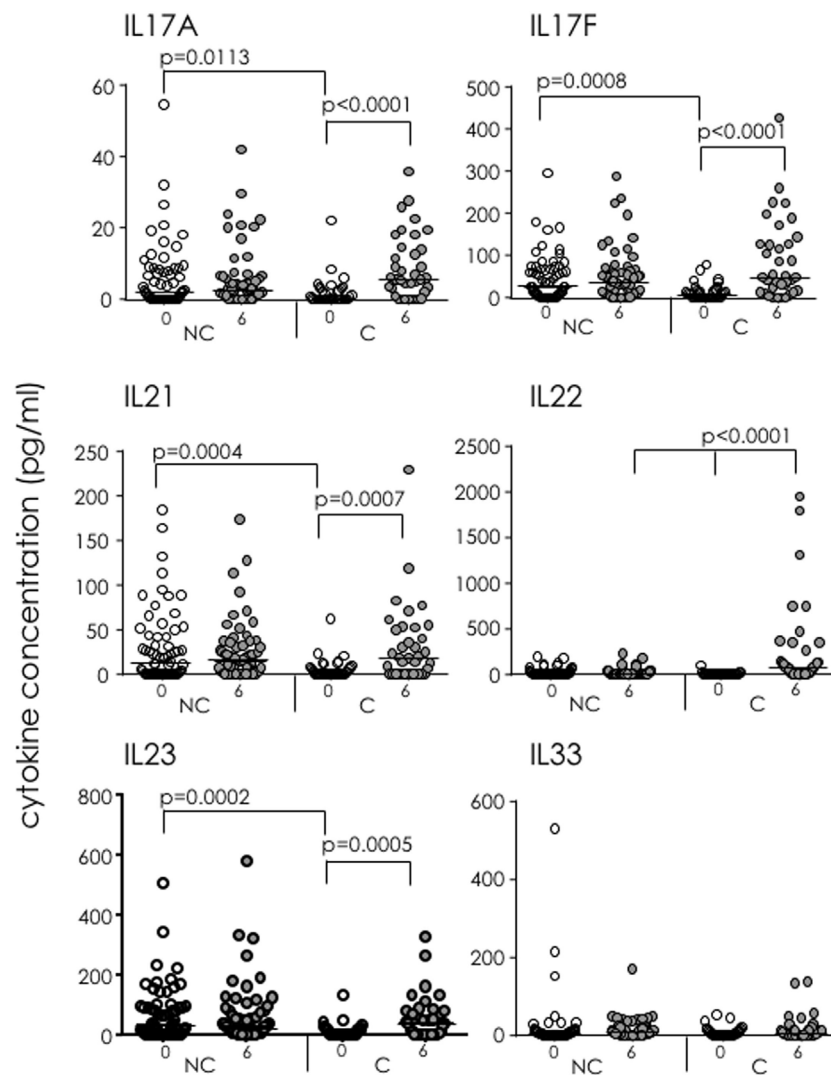 IL17A
IL17F
p=0.0113
p<0.0001
60
40
20
0
0
6
0
6
NC
C
p=0.0008
p<0.0001
500
400
300
200
100
0
0
6
0
6
NC
C
cytokine concentration (pg/ml)
IL21
IL22
p=0.0004
p=0.0007
250
200
150
100
50
0
0
6
0
6
NC
C
p<0.0001
2500
2000
1500
1000
500
0
0
6
0
6
NC
C
IL23
IL33
p=0.0002
p=0.0005
800
600
400
200
0
0
6
0
6
NC
C
600
400
200
0
0
6
0
6
NC
C